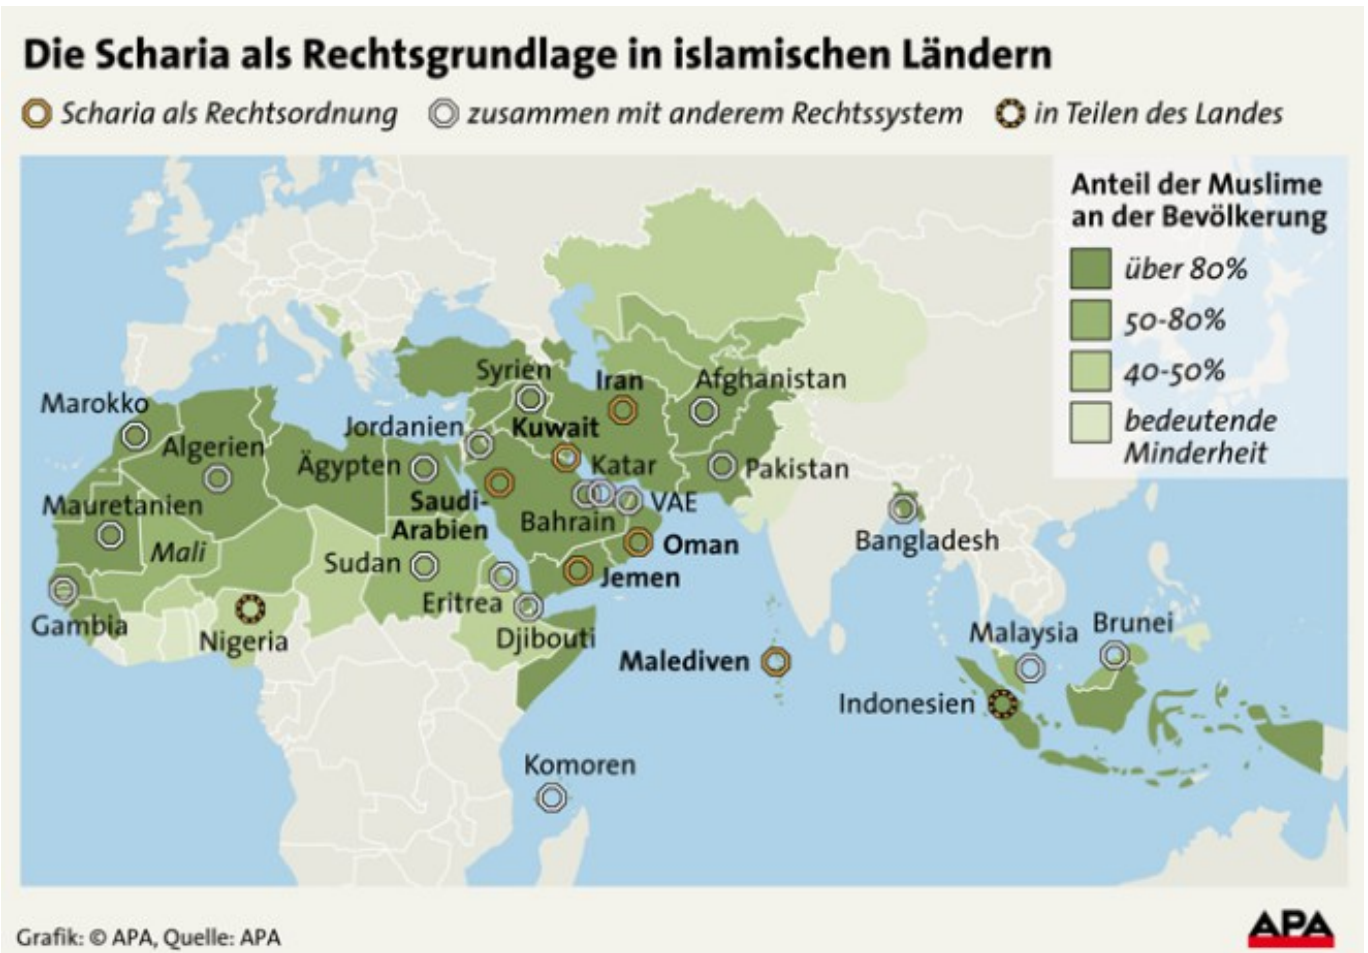 Die Scharia als Rechtsgrundlage in islamischen Ländern
Scharia als Rechtsordnung
zusammen mit anderem Rechtssystem
in Teilen des Landes
Anteil der Muslime
an der Bevölkerung
über 80%
50-80%
40-50%
bedeutende
Minderheit
Marokko
Algerien
Mauretanien
Mali
Gambia
Nigeria
Syrien
Jordanien
Ägypten
Saudi-
Arabien
Sudan
Eritrea
Djibouti
Iran
Kuwait
Katar
Bahrain
VAE
Oman
Jemen
Afghanistan
Pakistan
Bangladesh
Malediven
Komoren
Malaysia
Brunei
Indonesien
Grafik: © APA, Quelle: APA
APA